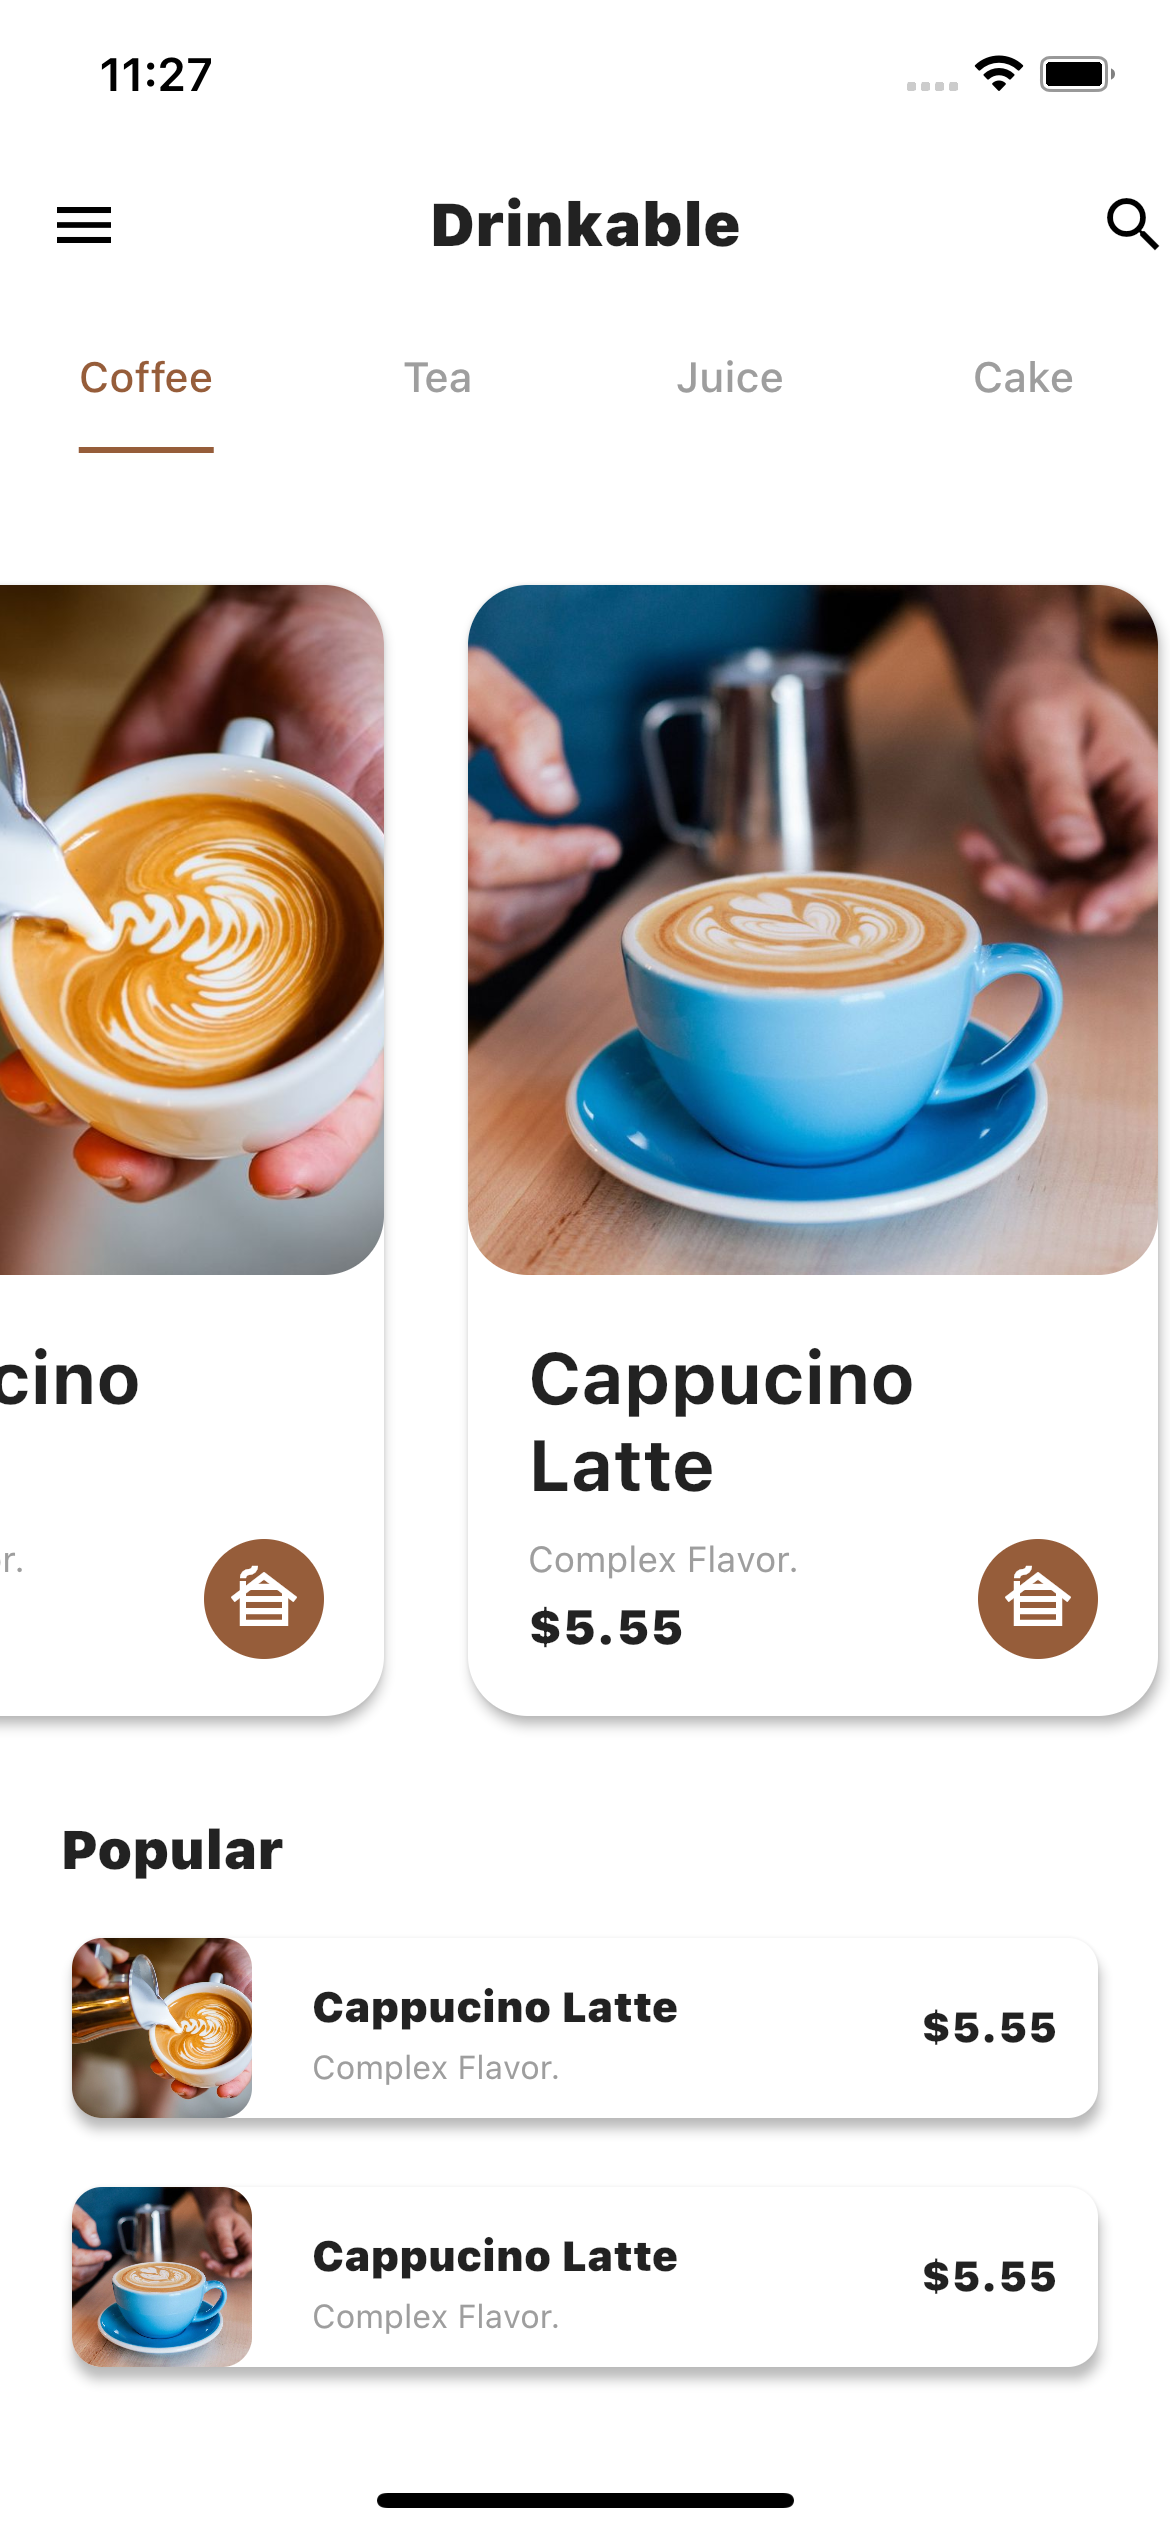 11:27
Drinkable
Coffee Tea Juice Cake
cino
r.
Cappucino
Latte
Complex Flavor.
$5.55
Popular
Cappucino Latte
Complex Flavor.
$5.55
Cappucino Latte
Complex Flavor.
$5.55